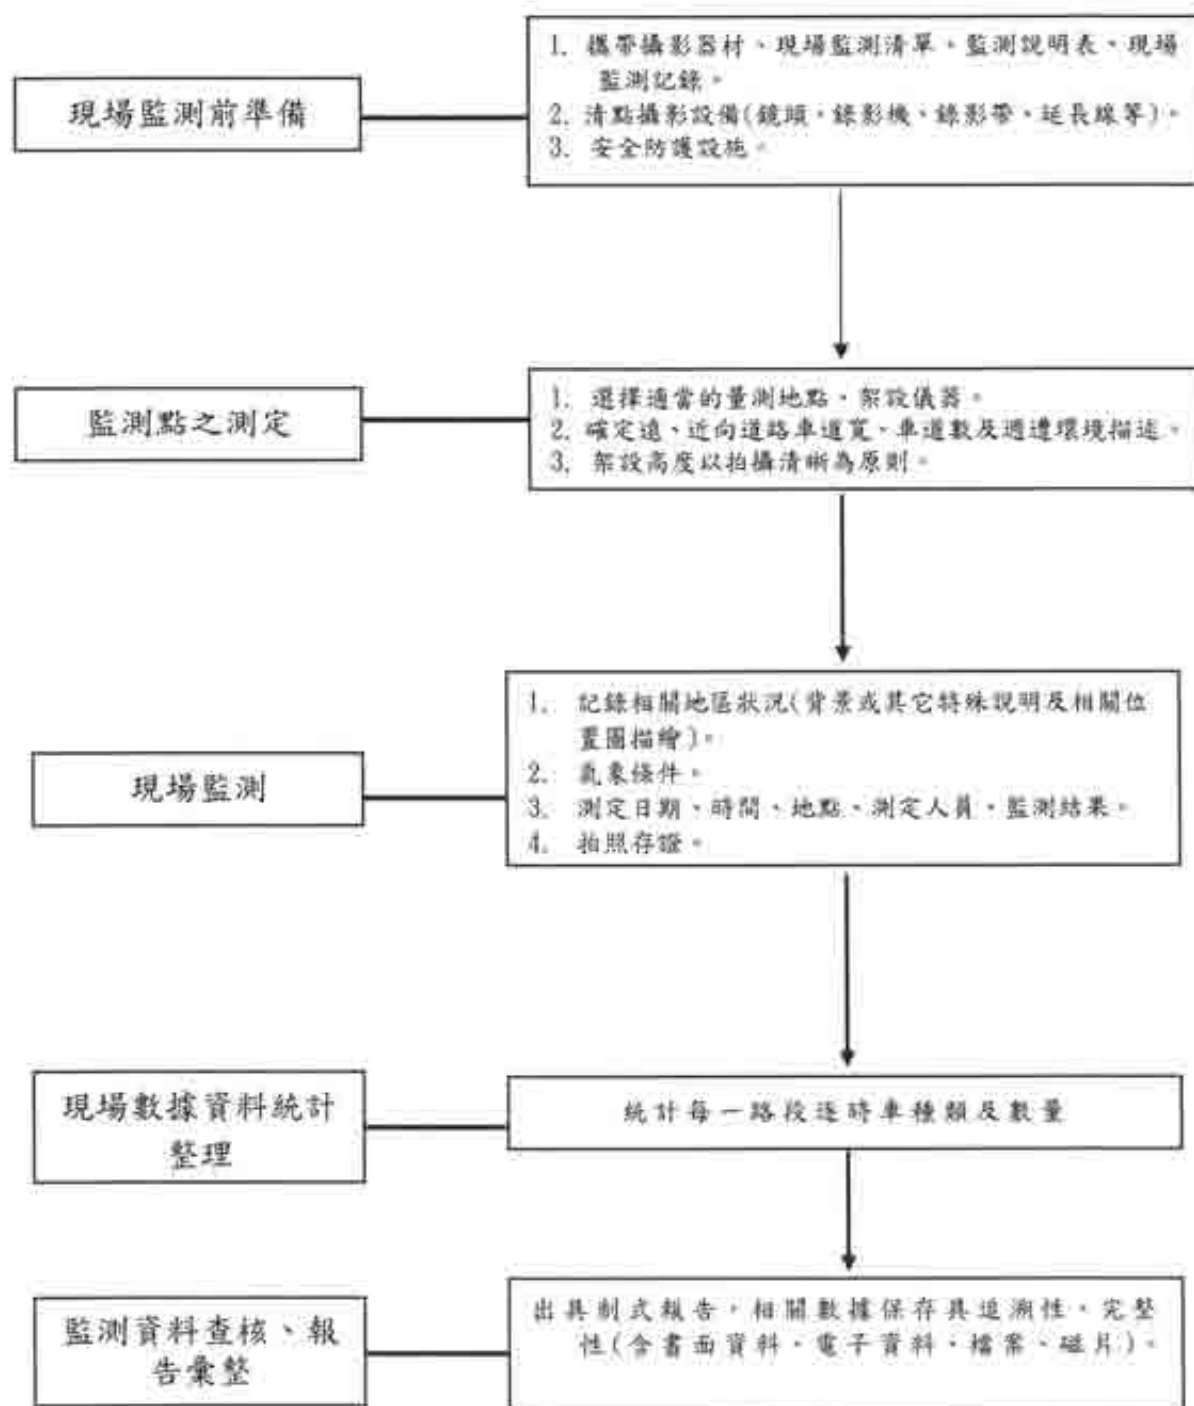 現場監測前準備
1. 攜帶攝影器材、現場監測清單、監測說明表、現場
監測記錄。
2. 清點攝影設備(鏡頭、錄影機、錄影帶、延長線等)。
3. 安全防護設施。
監測點之測定
1. 選擇適當的量測地點、架設儀器。
2. 確定遠、近向道路車道寬、車道數及週遭環境描述。
3. 架設高度以拍攝清晰為原則。
現場監測
1. 記錄相關地區狀況(背景或其它特殊說明及相關位
置圖描繪)。
2. 氣象條件。
3. 測定日期、時間、地點、測定人員、監測結果。
4. 拍照存證。
現場數據資料統計
整理
統計每一路段逐時車種類及數量
監測資料查核、報
告彙整
出具制式報告，相關數據保存具追溯性、完整
性(含書面資料、電子資料、檔案、磁片)。